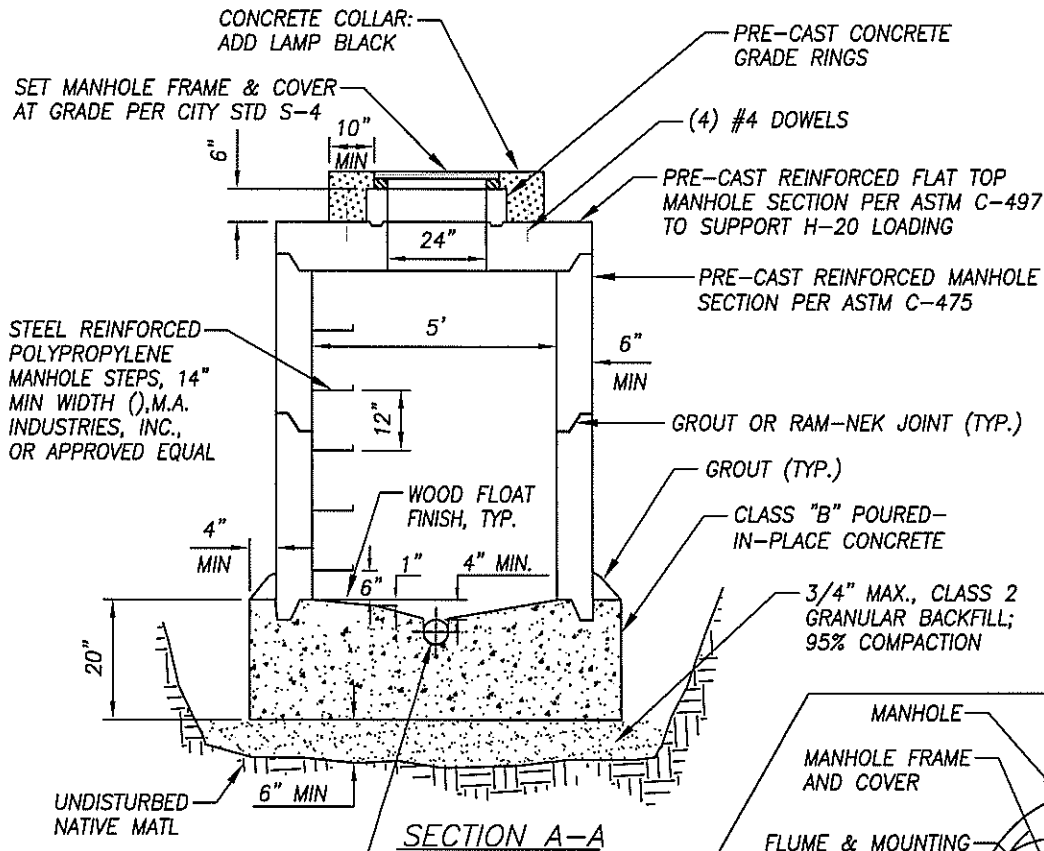 CONCRETE COLLAR:
ADD LAMP BLACK
PRE-CAST CONCRETE
GRADE RINGS
SET MANHOLE FRAME & COVER
AT GRADE PER CITY STD S-4
10"
MIN
6"
(4) #4 DOWELS
PRE-CAST REINFORCED FLAT TOP
MANHOLE SECTION PER ASTM C-497
TO SUPPORT H-20 LOADING
24"
PRE-CAST REINFORCED MANHOLE
SECTION PER ASTM C-475
5'
6"
MIN
STEEL REINFORCED
POLYPROPYLENE
MANHOLE STEPS, 14"
MIN WIDTH (),M.A.
INDUSTRIES, INC.,
OR APPROVED EQUAL
12"
GROUT OR RAM-NEK JOINT (TYP.)
GROUT (TYP.)
WOOD FLOAT
FINISH, TYP.
CLASS "B" POURED-
IN-PLACE CONCRETE
4"
MIN
6"
1"
4" MIN.
3/4" MAX., CLASS 2
GRANULAR BACKFILL;
95% COMPACTION
20"
MANHOLE
MANHOLE FRAME
AND COVER
UNDISTURBED
NATIVE MATL
6" MIN
SECTION A-A
FLUME & MOUNTING